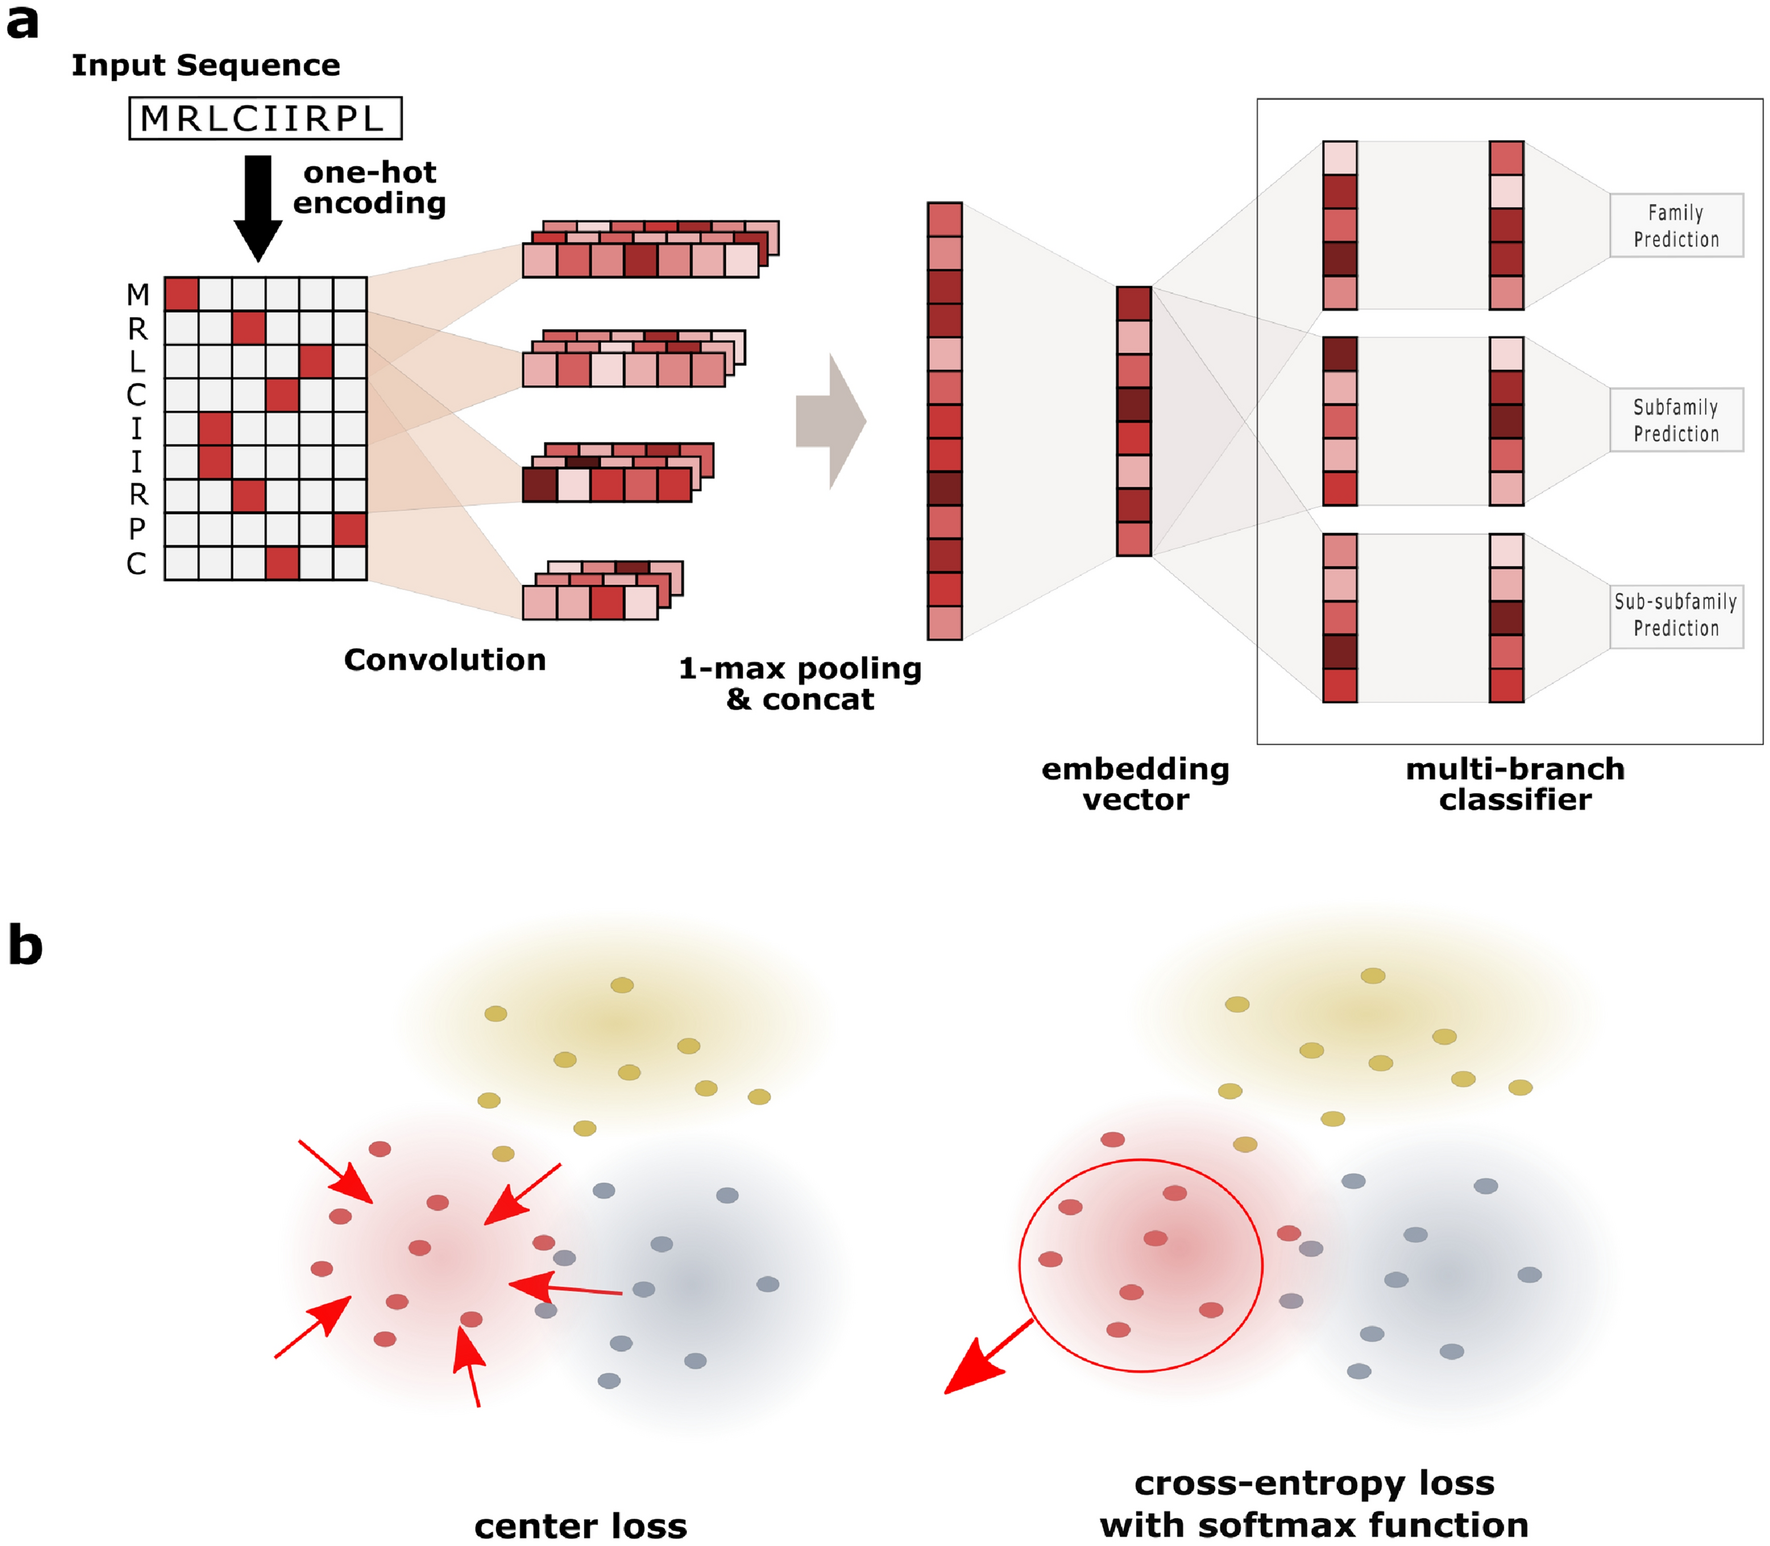 a
Input Sequence
MRLCIIRPL
one-hot
encoding
M
R
L
C
I
I
R
P
C
Convolution
1-max pooling
& concat
embedding
vector
Family
Prediction
Subfamily
Prediction
Sub-subfamily
Prediction
multi-branch
classifier
b
center loss
cross-entropy loss
with softmax function